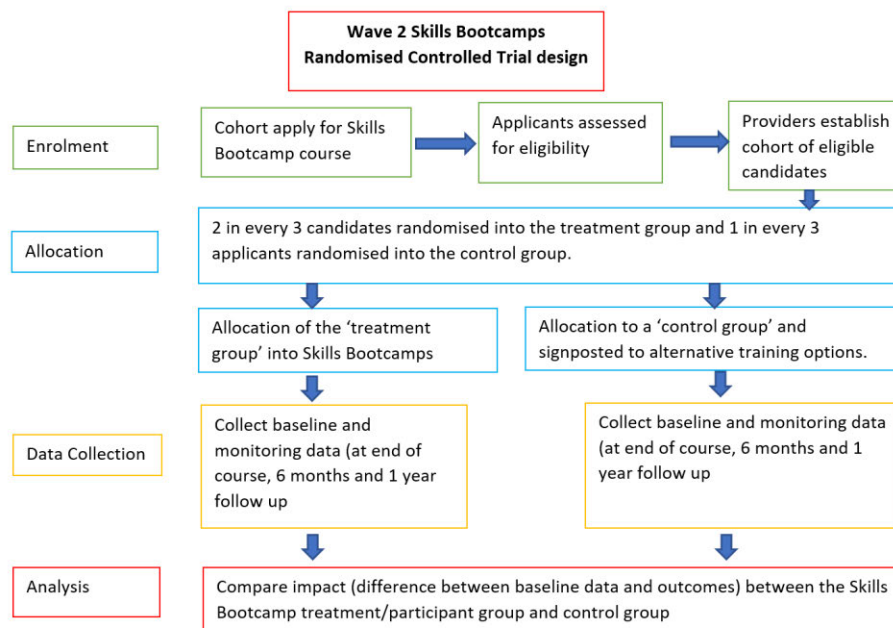 Wave 2 Skills Bootcamps
Randomised Controlled Trial design
Enrolment
Cohort apply for Skills
Bootcamp course
Applicants assessed
for eligibility
Providers establish
cohort of eligible
candidates
Allocation
2 in every 3 candidates randomised into the treatment group and 1 in every 3
applicants randomised into the control group.
Allocation of the ‘treatment
group’ into Skills Bootcamps
Allocation to a ‘control group’ and
signposted to alternative training options.
Data Collection
Collect baseline and
monitoring data (at end of
course, 6 months and 1 year
follow up
Collect baseline and monitoring data
(at end of course, 6 months and 1
year follow up
Analysis
Compare impact (difference between baseline data and outcomes) between the Skills
Bootcamp treatment/participant group and control group